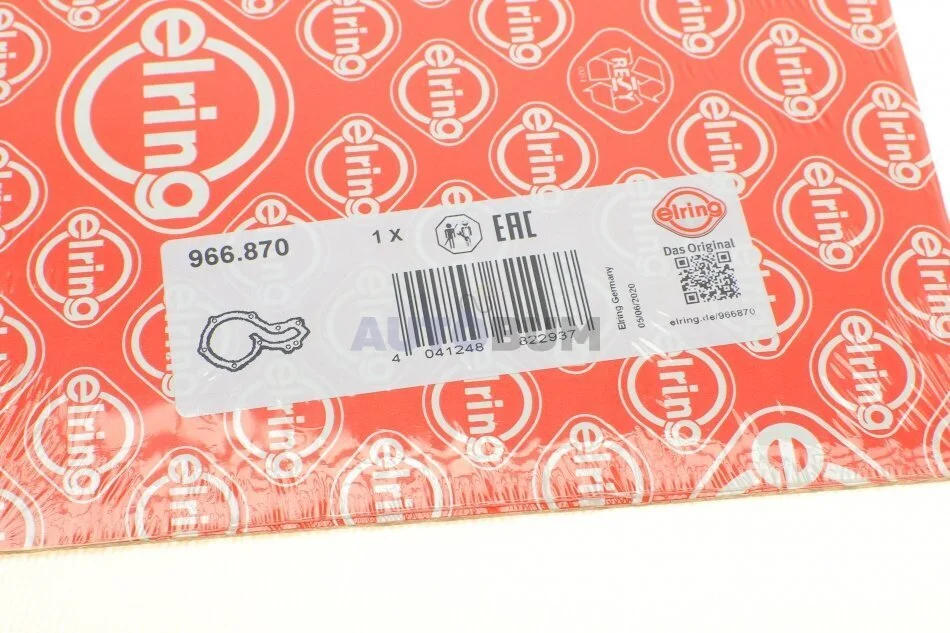 elring
RESY
966.870
1 X
EAC
elring
Das Original
elring.de/966870
Elring Germany
05/06/2020
4 041248 822937
AUTOBUM